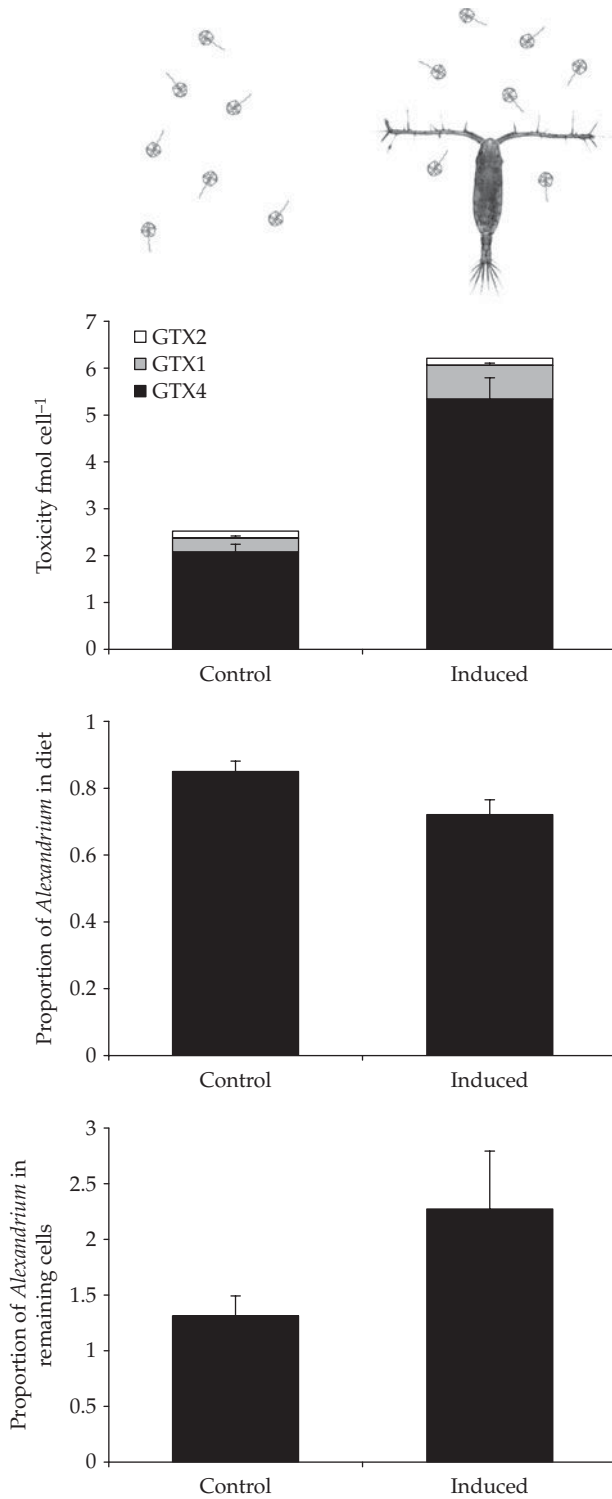 7
6
5
4
3
2
1
0
Toxicity fmol cell⁻¹
GTX2
GTX1
GTX4
Control Induced
1
0.8
0.6
0.4
0.2
0
Proportion of Alexandrium in diet
Control Induced
3
2.5
2
1.5
1
0.5
0
Proportion of Alexandrium in
remaining cells
Control Induced